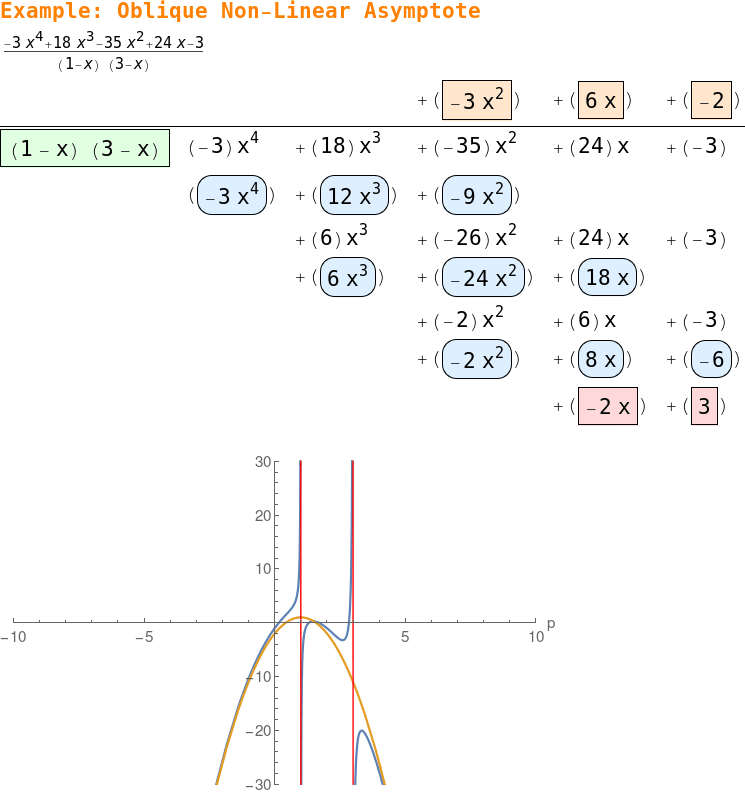 Example: Oblique Non-Linear Asymptote
-3 x^4+18 x^3-35 x^2+24 x-3
(1-x) (3-x)
+ ( -3 x^2 ) + ( 6 x ) + ( -2 )
(1 - x) (3 - x) (-3) x^4 + (18) x^3 + (-35) x^2 + (24) x + (-3)
( -3 x^4 ) + ( 12 x^3 ) + ( -9 x^2 )
+ (6) x^3 + (-26) x^2 + (24) x + (-3)
+ ( 6 x^3 ) + ( -24 x^2 ) + ( 18 x )
+ (-2) x^2 + (6) x + (-3)
+ ( -2 x^2 ) + ( 8 x ) + ( -6 )
+ ( -2 x ) + ( 3 )
30
20
10
p
-10 -5 5 10
-10
-20
-30